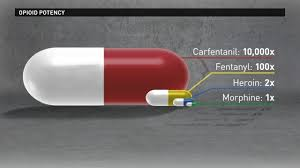 OPIOID POTENCY
Carfentanil: 10,000x
Fentanyl: 100x
Heroin: 2x
Morphine: 1x